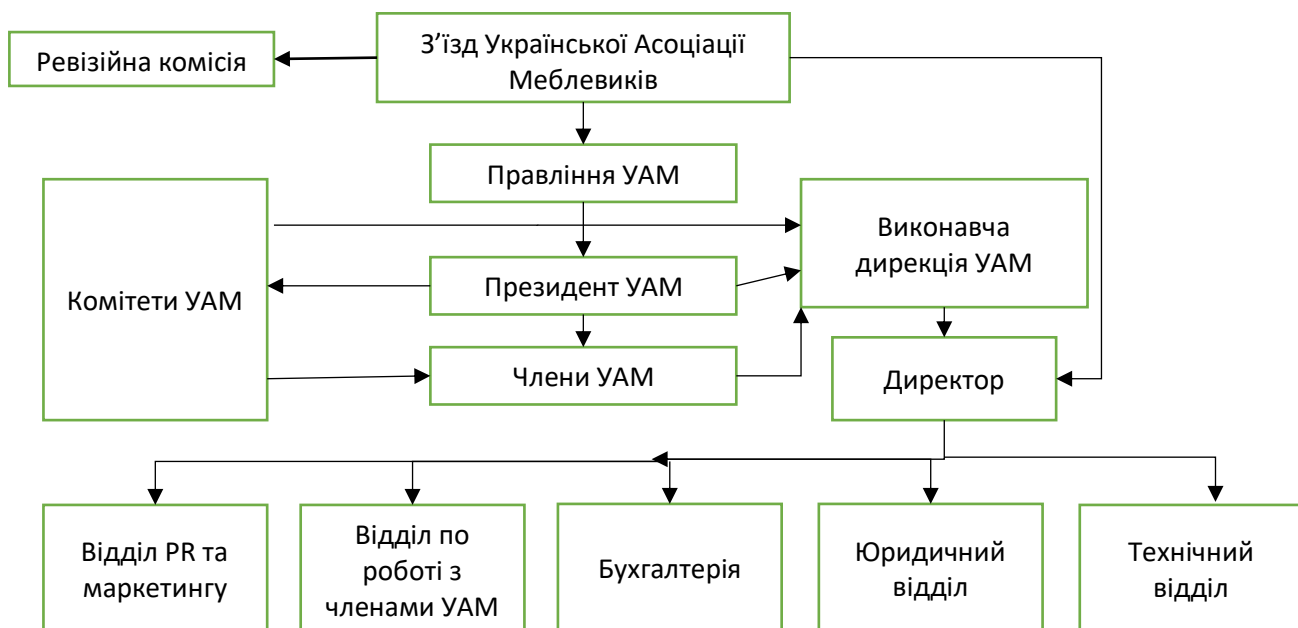 З’їзд Української Асоціації
Меблевиків
Ревізійна комісія
Правління УАМ
Виконавча
дирекція УАМ
Комітети УАМ
Президент УАМ
Члени УАМ
Директор
Відділ PR та
маркетингу
Відділ по
роботі з
членами УАМ
Бухгалтерія
Юридичний
відділ
Технічний
відділ